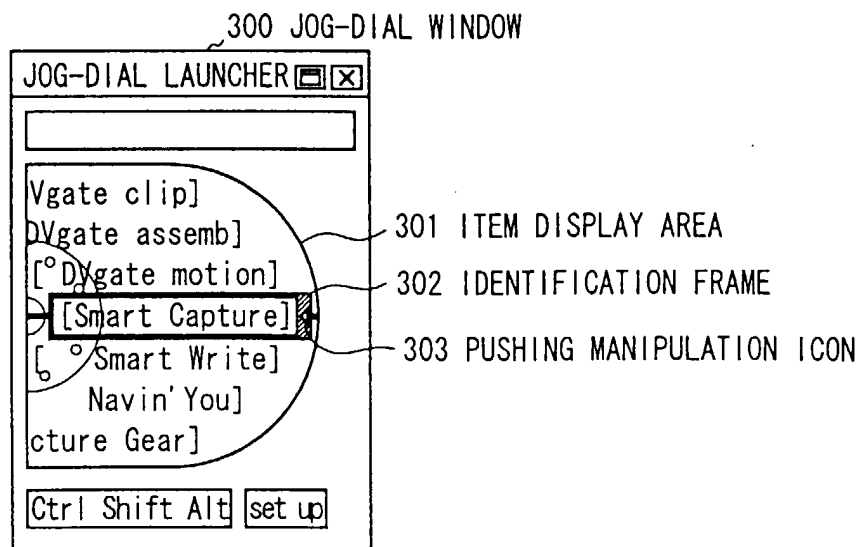 300 JOG-DIAL WINDOW
JOG-DIAL LAUNCHER
Vgate clip]
DVgate assemb]
301 ITEM DISPLAY AREA
[DVgate motion]
302 IDENTIFICATION FRAME
[Smart Capture]
[ Smart Write]
303 PUSHING MANIPULATION ICON
Navin'You]
cture Gear]
Ctrl Shift Alt set up